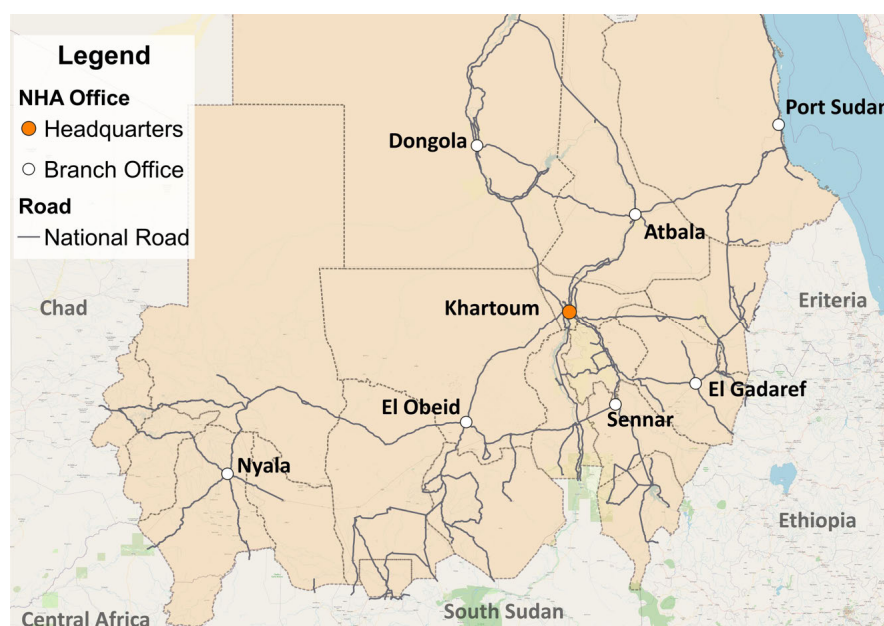 Legend
NHA Office
Headquarters
Branch Office
Road
National Road
Port Sudan
Dongola
Atbala
Khartoum
Chad
Eriteria
El Obeid
El Gadaref
Sennar
Nyala
Ethiopia
South Sudan
Central Africa